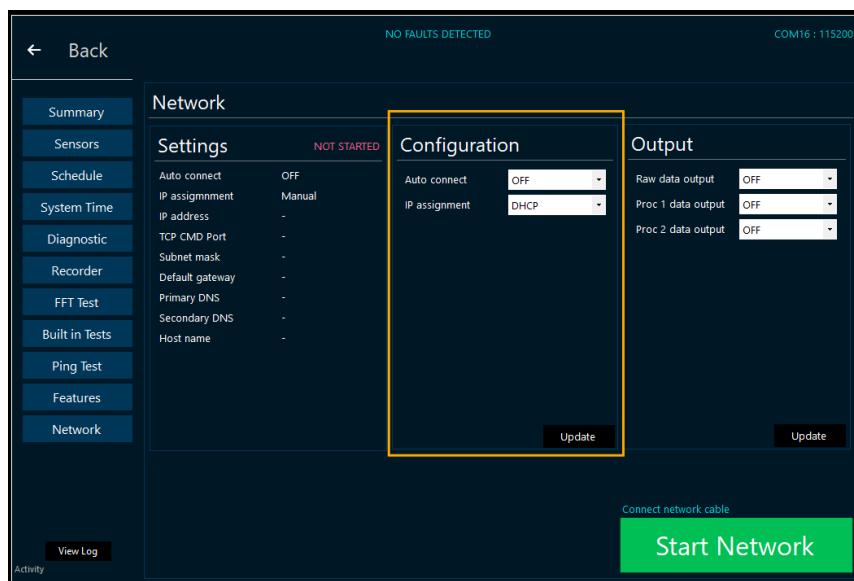 NO FAULTS DETECTED
COM16 : 115200
← Back
Summary
Sensors
Schedule
System Time
Diagnostic
Recorder
FFT Test
Built in Tests
Ping Test
Features
Network
View Log
Activity
Network
Settings NOT STARTED
Auto connect OFF
IP assigmnment Manual
IP address -
TCP CMD Port -
Subnet mask -
Default gateway -
Primary DNS -
Secondary DNS -
Host name -
Configuration
Auto connect OFF
IP assignment DHCP
Update
Output
Raw data output OFF
Proc 1 data output OFF
Proc 2 data output OFF
Update
Connect network cable
Start Network